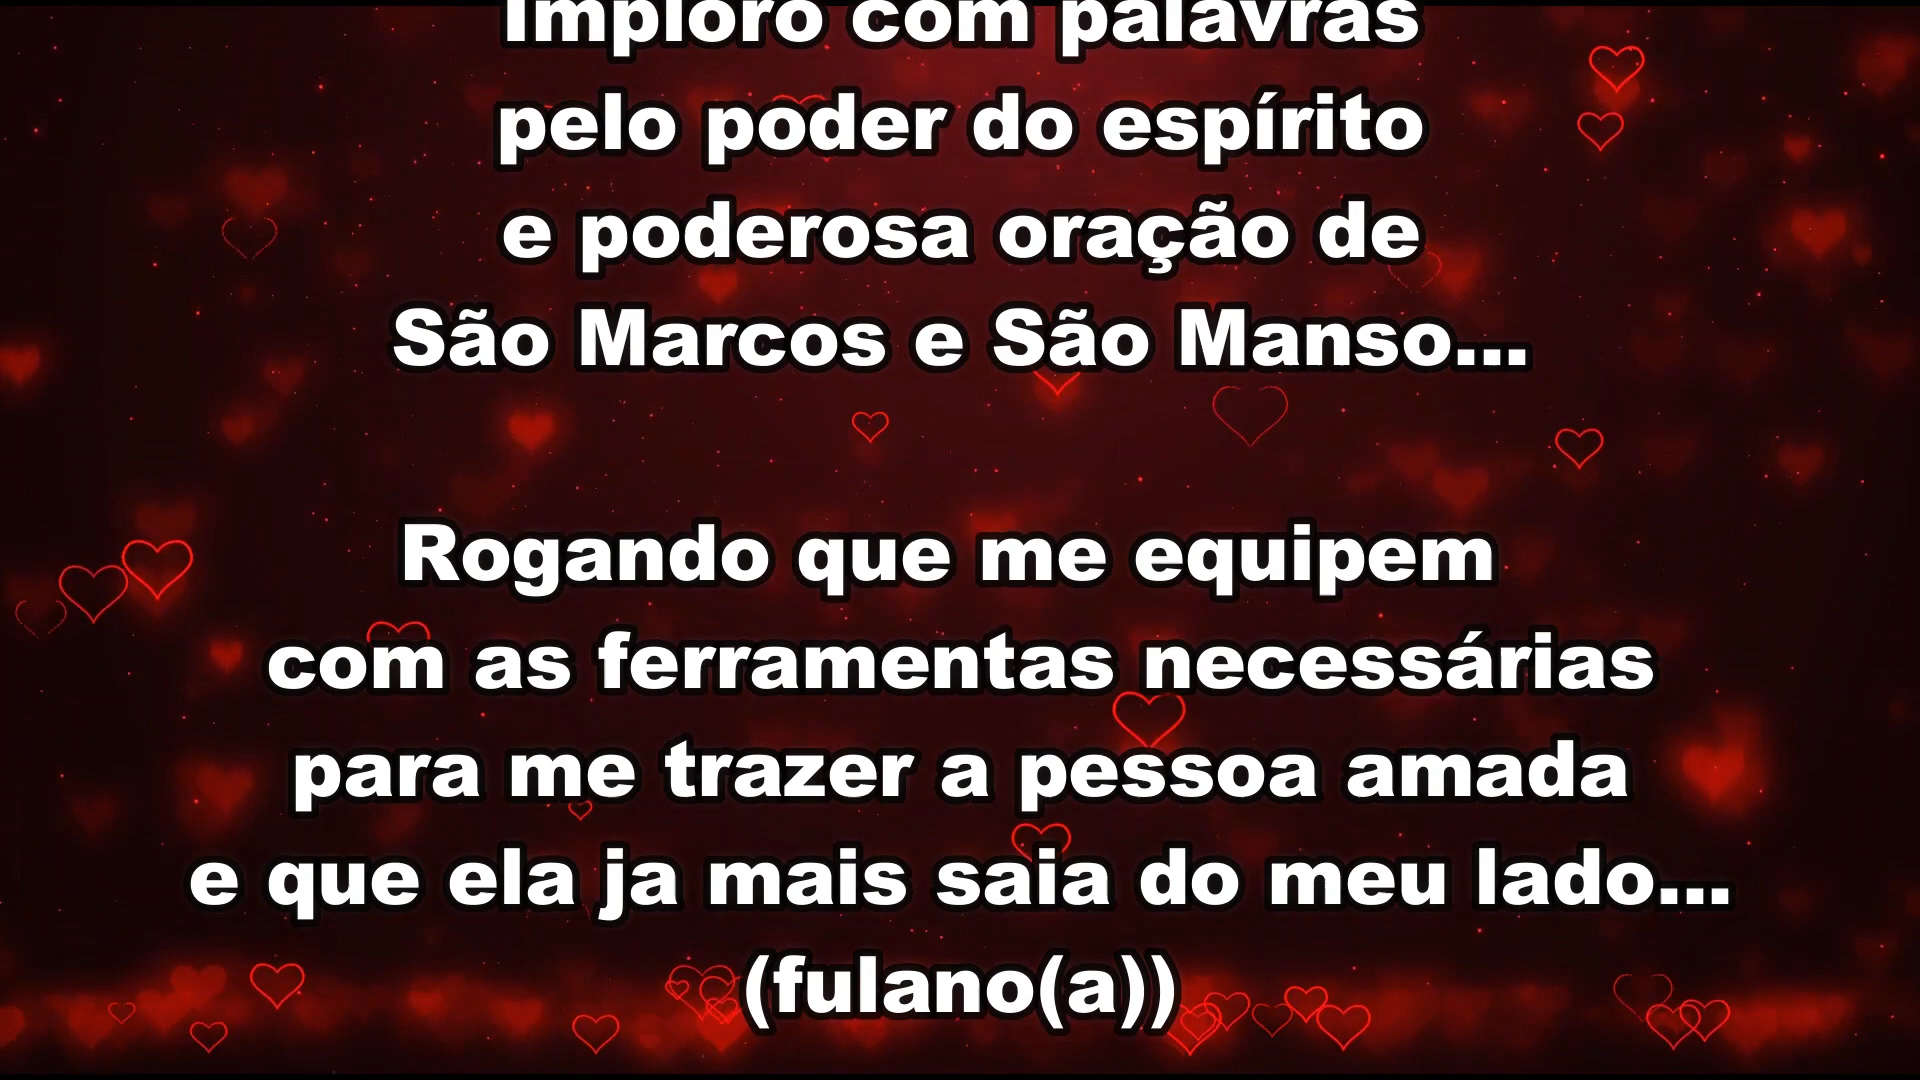 Imploro com palavras
pelo poder do espírito
e poderosa oração de
São Marcos e São Manso...
Rogando que me equipem
com as ferramentas necessárias
para me trazer a pessoa amada
e que ela ja mais saia do meu lado...
(fulano(a))